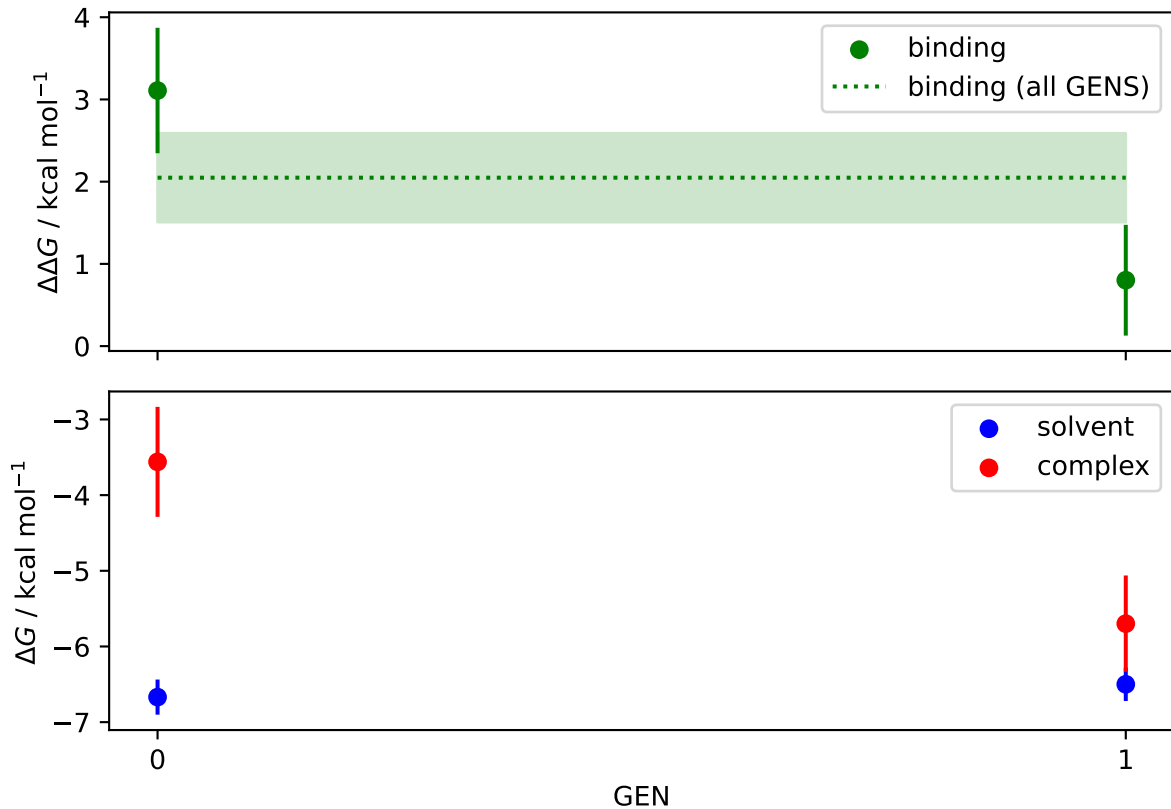 4
3
2
1
0
ΔΔG / kcal mol⁻¹
binding
binding (all GENS)
−3
−4
−5
−6
−7
ΔG / kcal mol⁻¹
solvent
complex
0 1
GEN